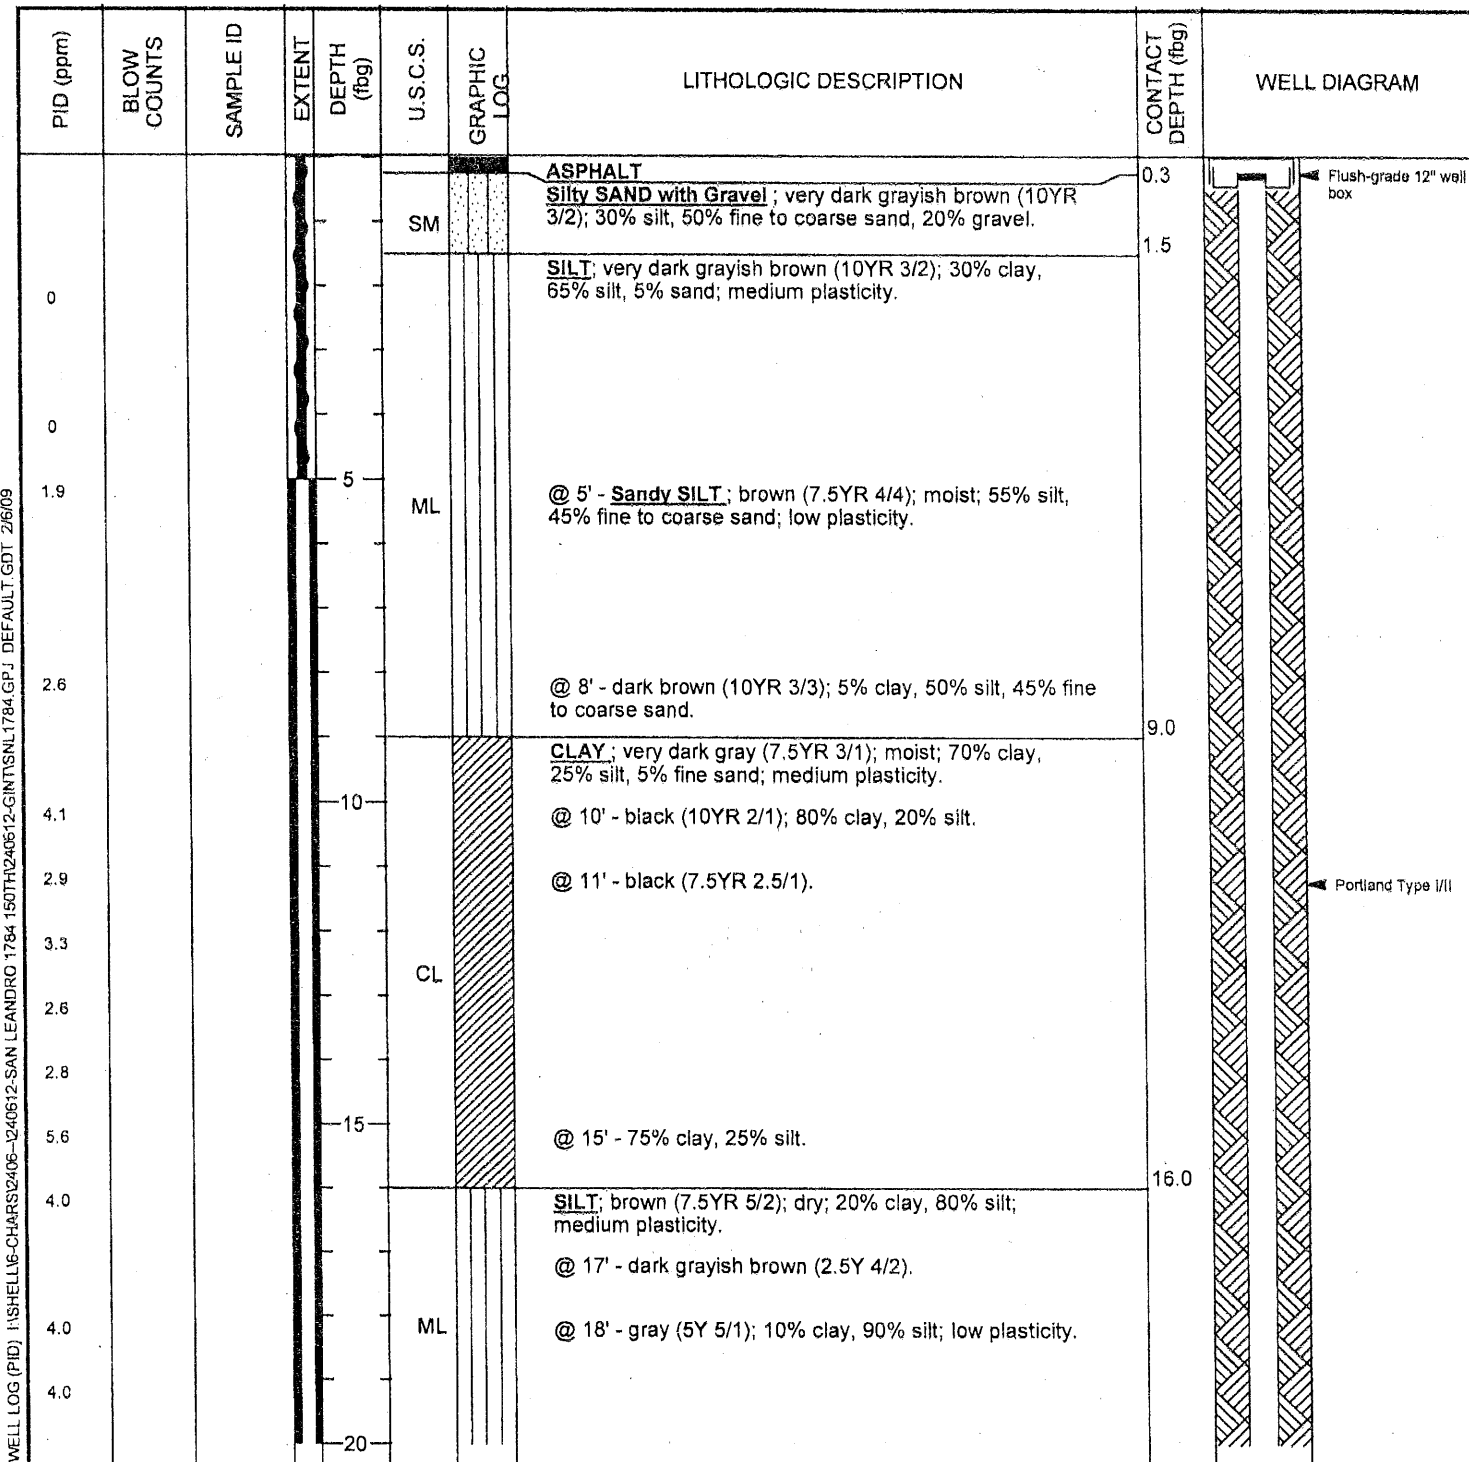 PID (ppm)
BLOW
COUNTS
SAMPLE ID
EXTENT
DEPTH
(fbg)
U.S.C.S.
GRAPHIC
LOG
LITHOLOGIC DESCRIPTION
CONTACT
DEPTH (fbg)
WELL DIAGRAM
ASPHALT
0.3
Flush-grade 12" well
box
Silty SAND with Gravel ; very dark grayish brown (10YR
3/2); 30% silt, 50% fine to coarse sand, 20% gravel.
SM
1.5
SILT; very dark grayish brown (10YR 3/2); 30% clay,
65% silt, 5% sand; medium plasticity.
0
0
1.9
5
ML
@ 5' - Sandy SILT ; brown (7.5YR 4/4); moist; 55% silt,
45% fine to coarse sand; low plasticity.
2.6
@ 8' - dark brown (10YR 3/3); 5% clay, 50% silt, 45% fine
to coarse sand.
9.0
CLAY ; very dark gray (7.5YR 3/1); moist; 70% clay,
25% silt, 5% fine sand; medium plasticity.
4.1
10
@ 10' - black (10YR 2/1); 80% clay, 20% silt.
2.9
@ 11' - black (7.5YR 2.5/1).
Portland Type I/II
3.3
CL
2.6
2.8
15
5.6
@ 15' - 75% clay, 25% silt.
16.0
4.0
SILT; brown (7.5YR 5/2); dry; 20% clay, 80% silt;
medium plasticity.
@ 17' - dark grayish brown (2.5Y 4/2).
4.0
ML
@ 18' - gray (5Y 5/1); 10% clay, 90% silt; low plasticity.
4.0
20
WELL LOG (PID) I:\SHELL\6-CHARS\2406--\240612-SAN LEANDRO 1784 150TH\240612-GINT\SNL1784.GPJ DEFAULT.GDT 2/6/09